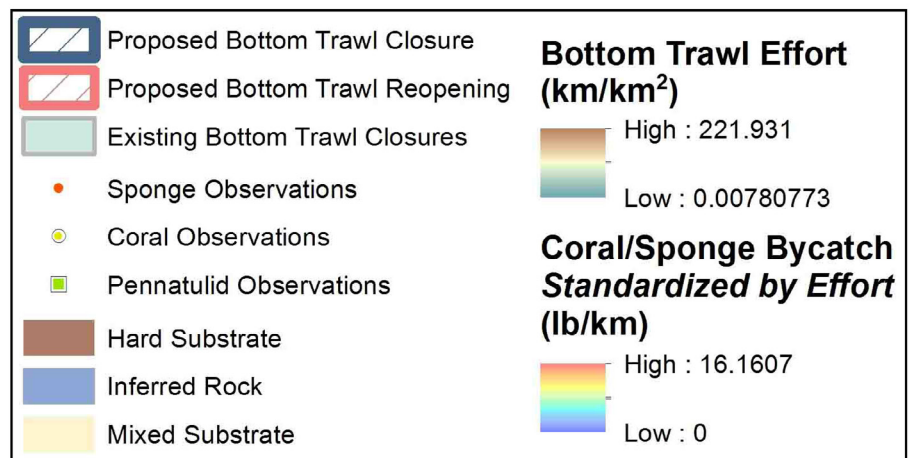 Proposed Bottom Trawl Closure
Proposed Bottom Trawl Reopening
Existing Bottom Trawl Closures
Sponge Observations
Coral Observations
Pennatulid Observations
Hard Substrate
Inferred Rock
Mixed Substrate
Bottom Trawl Effort
(km/km²)
High : 221.931
Low : 0.00780773
Coral/Sponge Bycatch
Standardized by Effort
(lb/km)
High : 16.1607
Low : 0